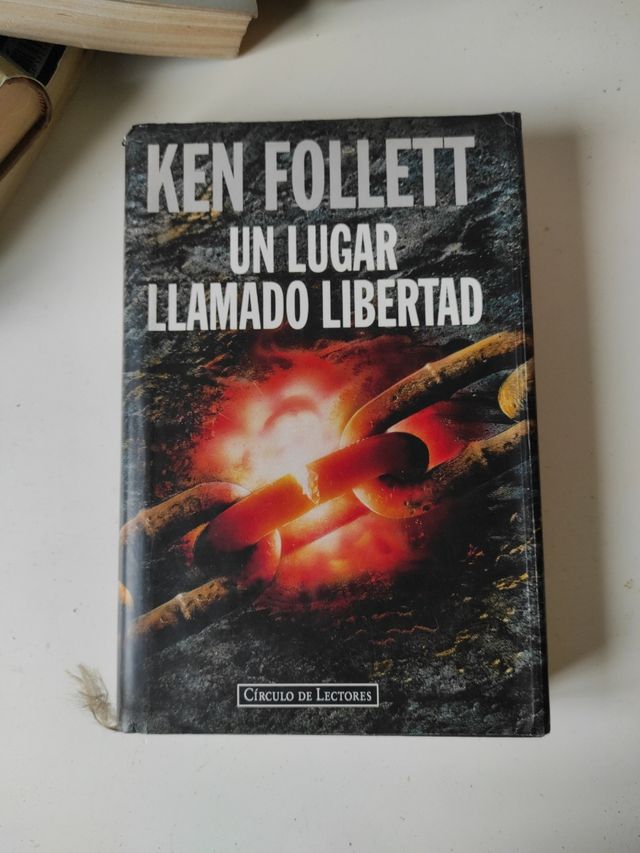 KEN FOLLETT
UN LUGAR
LLAMADO LIBERTAD
CÍRCULO DE LECTORES